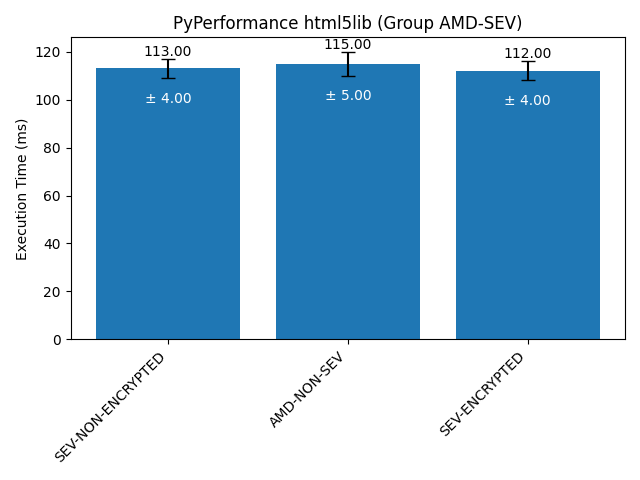 PyPerformance html5lib (Group AMD-SEV)
Execution Time (ms)
120
100
80
60
40
20
0
113.00
115.00
112.00
± 4.00
± 5.00
± 4.00
SEV-NON-ENCRYPTED
AMD-NON-SEV
SEV-ENCRYPTED